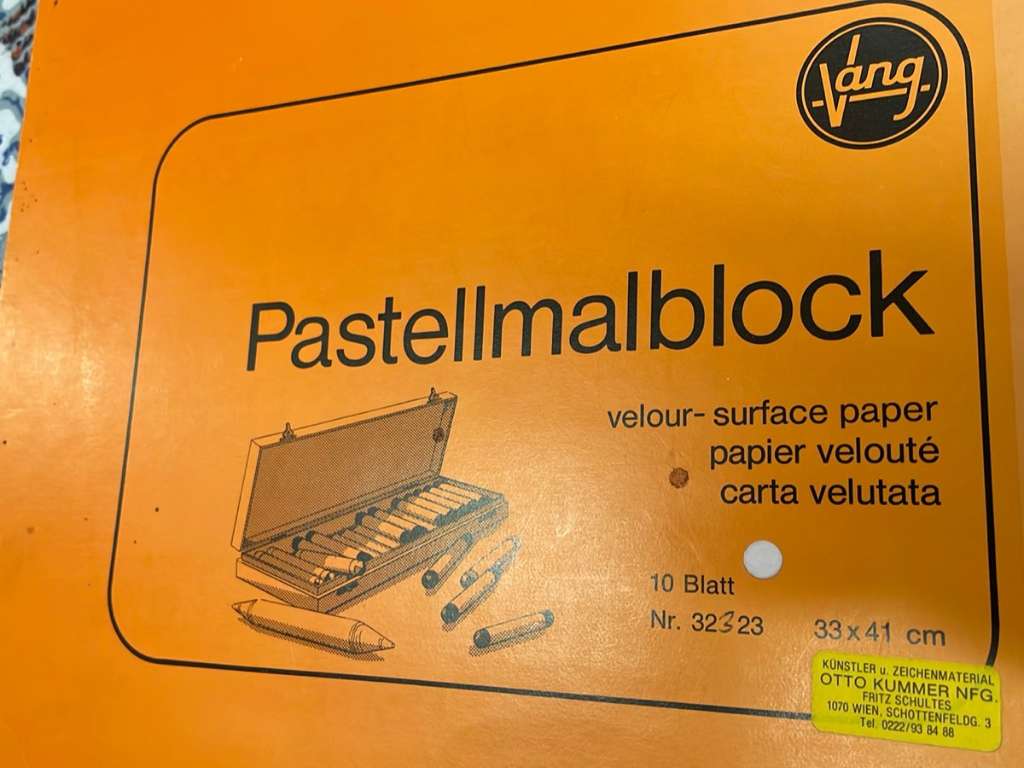 Vang
Pastellmalblock
velour-surface paper
papier velouté
carta velutata
10 Blatt
Nr. 32323
33 x 41 cm
KÜNSTLER u. ZEICHENMATERIAL
OTTO KUMMER NFG.
FRITZ SCHULTES
1070 WIEN, SCHOTTENFELDG. 3
Tel. 0222/93 84 88